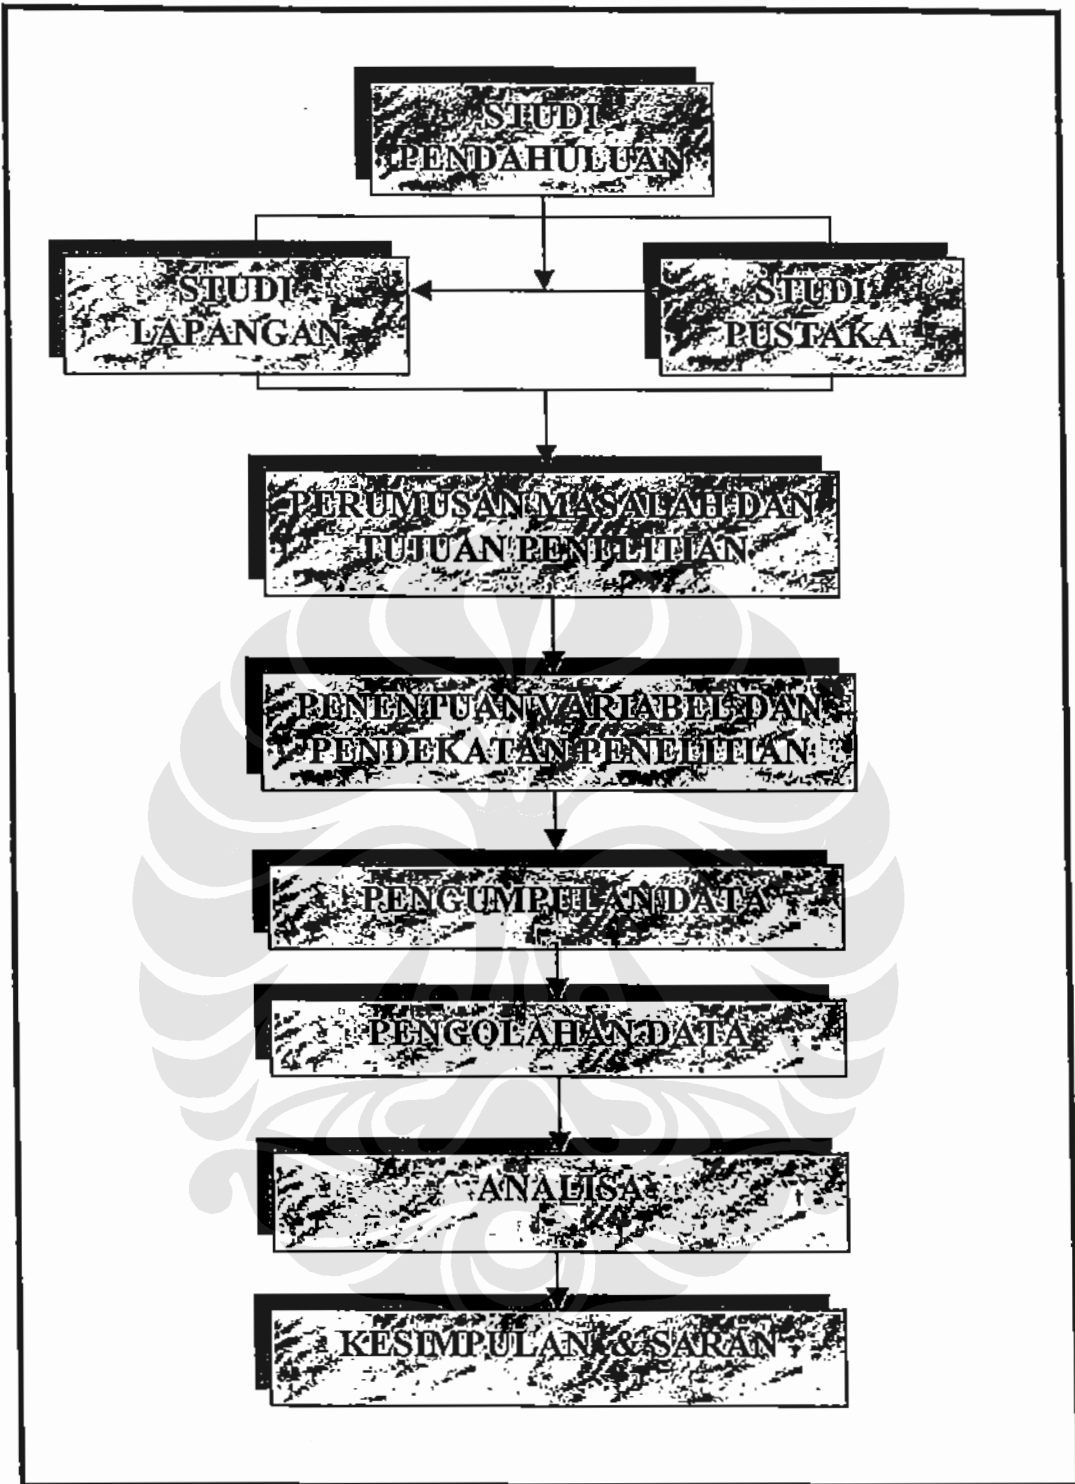 STUDI
PENDAHULUAN
STUDI
LAPANGAN
STUDI
PUSTAKA
PERUMUSAN MASALAH DAN
TUJUAN PENELITIAN
PENENTUAN VARIABEL DAN
PENDEKATAN PENELITIAN
PENGUMPULAN DATA
PENGOLAHAN DATA
ANALISA
KESIMPULAN & SARAN